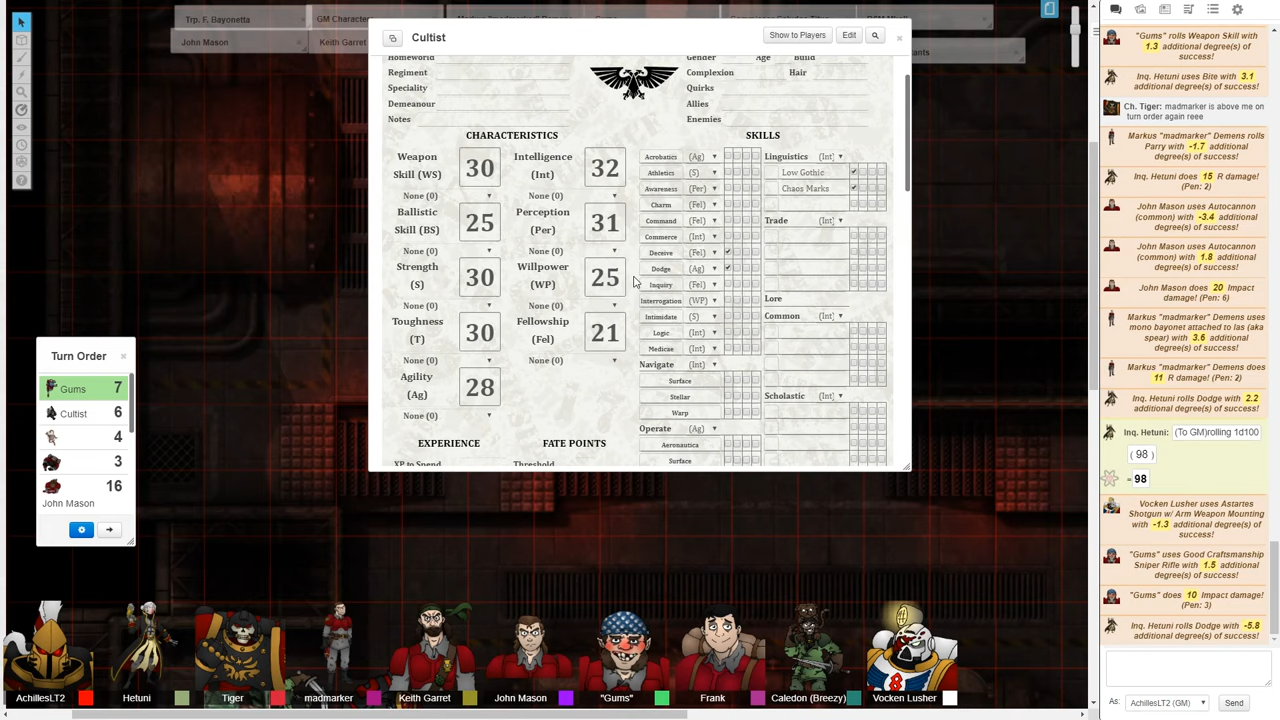 Trp. F. Bayonetta
GM Characters
John Mason
Keith Garret
Cultist
Show to Players
Edit
Homeworld
Regiment
Speciality
Demeanour
Notes
Gender
Age
Build
Complexion
Hair
Quirks
Allies
Enemies
CHARACTERISTICS
Weapon
Skill (WS)
30
None (0)
Intelligence
(Int)
32
None (0)
Ballistic
Skill (BS)
25
None (0)
Perception
(Per)
31
None (0)
Strength
(S)
30
None (0)
Willpower
(WP)
25
None (0)
Toughness
(T)
30
None (0)
Fellowship
(Fel)
21
None (0)
Agility
(Ag)
28
None (0)
EXPERIENCE
FATE POINTS
XP to Spend
Threshold
SKILLS
Acrobatics (Ag)
Athletics (S)
Awareness (Per)
Charm (Fel)
Command (Fel)
Commerce (Int)
Deceive (Fel)
Dodge (Ag)
Inquiry (Fel)
Interrogation (WP)
Intimidate (S)
Logic (Int)
Medicae (Int)
Navigate (Int)
Surface
Stellar
Warp
Operate (Ag)
Aeronautica
Surface
Linguistics (Int)
Low Gothic
Chaos Marks
Trade (Int)
Lore
Common (Int)
Scholastic (Int)
Turn Order
Gums 7
Cultist 6
4
3
16
John Mason
AchillesLT2
Hetuni
Tiger
madmarker
Keith Garret
John Mason
"Gums"
Frank
Caledon (Breezy)
Vocken Lusher
"Gums" rolls Weapon Skill with
1.3 additional degree(s) of
success!
Inq. Hetuni uses Bite with 3.1
additional degree(s) of success!
Ch. Tiger: madmarker is above me on
turn order again reee
Markus "madmarker" Demens rolls
Parry with -1.7 additional
degree(s) of success!
Inq. Hetuni does 15 R damage!
(Pen: 2)
John Mason uses Autocannon
(common) with -3.4 additional
degree(s) of success!
John Mason uses Autocannon
(common) with 1.8 additional
degree(s) of success!
John Mason does 20 Impact
damage! (Pen: 6)
Markus "madmarker" Demens uses
mono bayonet attached to las (aka
spear) with 3.6 additional
degree(s) of success!
Markus "madmarker" Demens does
11 R damage! (Pen: 2)
Inq. Hetuni rolls Dodge with 2.2
additional degree(s) of success!
Inq. Hetuni: (To GM)rolling 1d100
( 98 )
= 98
Vocken Lusher uses Astartes
Shotgun w/ Arm Weapon Mounting
with -1.3 additional degree(s) of
success!
"Gums" uses Good Craftsmanship
Sniper Rifle with 1.5 additional
degree(s) of success!
"Gums" does 10 Impact damage!
(Pen: 3)
Inq. Hetuni rolls Dodge with -5.8
additional degree(s) of success!
As:
AchillesLT2 (GM)
Send